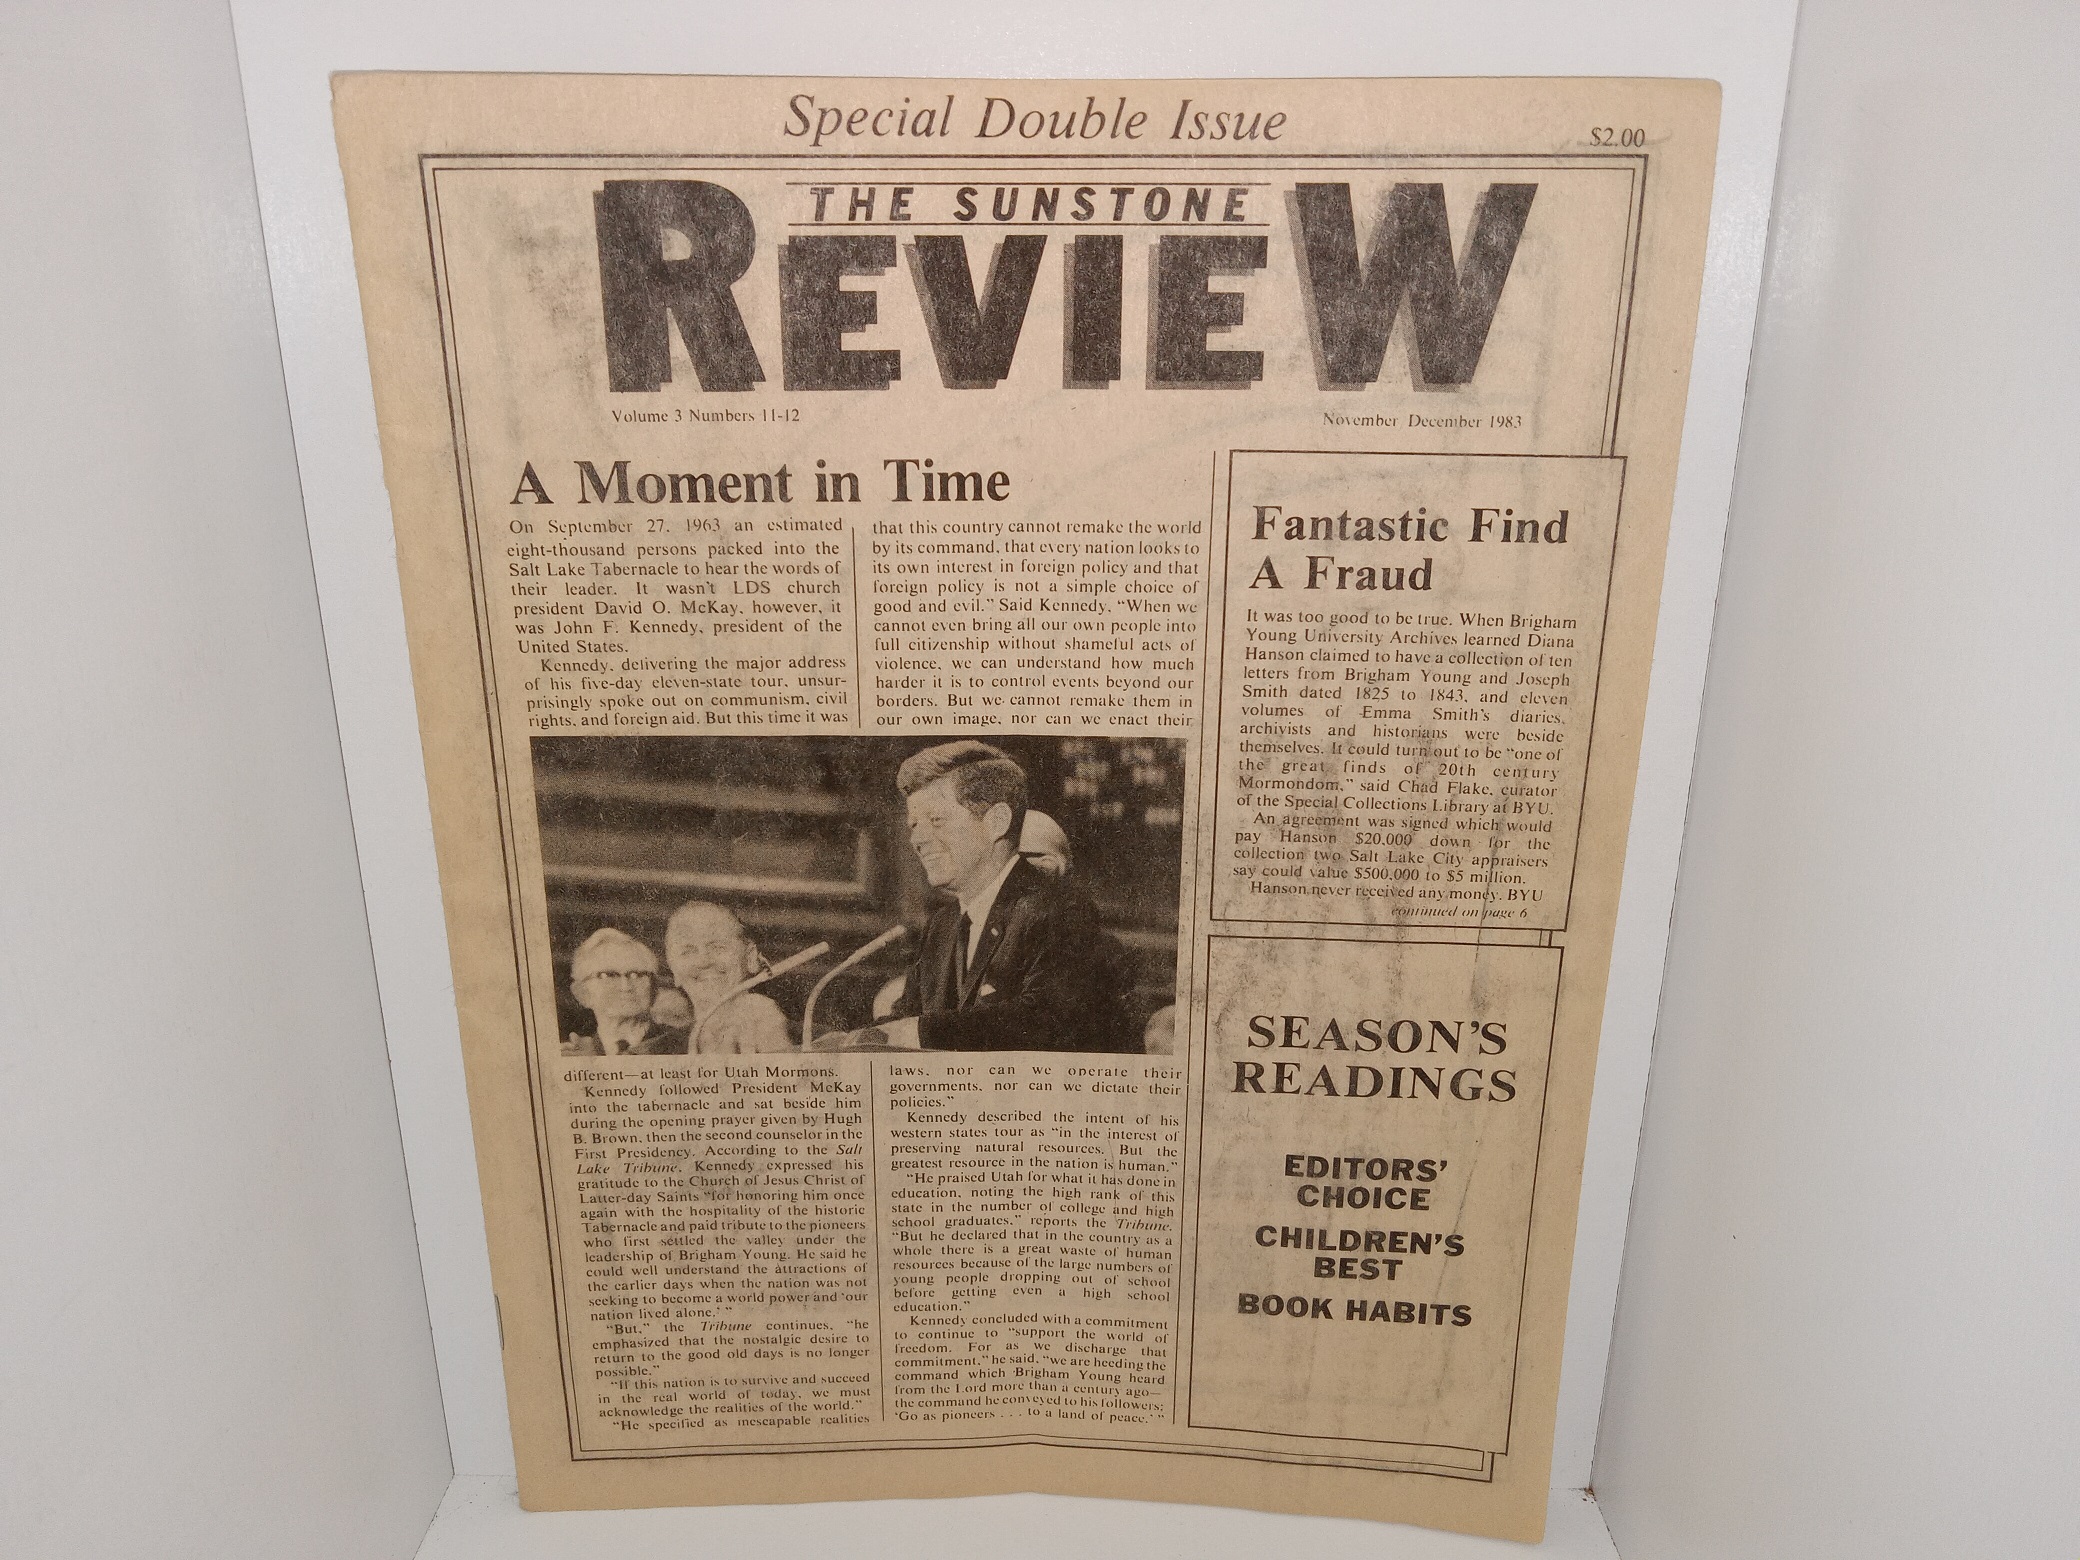 Special Double Issue
$2.00
THE SUNSTONE
REVIEW
Volume 3 Numbers 11-12
November December 1983
A Moment in Time
On September 27, 1963 an estimated
eight-thousand persons packed into the
Salt Lake Tabernacle to hear the words of
their leader. It wasn't LDS church
president David O. McKay, however, it
was John F. Kennedy, president of the
United States.
Kennedy, delivering the major address
of his five-day eleven-state tour, unsur-
prisingly spoke out on communism, civil
rights, and foreign aid. But this time it was
different—at least for Utah Mormons.
Kennedy followed President McKay
into the tabernacle and sat beside him
during the opening prayer given by Hugh
B. Brown, then the second counselor in the
First Presidency. According to the Salt
Lake Tribune, Kennedy expressed his
gratitude to the Church of Jesus Christ of
Latter-day Saints "for honoring him once
again with the hospitality of the historic
Tabernacle and paid tribute to the pioneers
who first settled the valley under the
leadership of Brigham Young. He said he
could well understand the attractions of
the earlier days when the nation was not
seeking to become a world power and 'our
nation lived alone.' "
"But," the Tribune continues, "he
emphasized that the nostalgic desire to
return to the good old days is no longer
possible."
"If this nation is to survive and succeed
in the real world of today, we must
acknowledge the realities of the world."
"He specified as inescapable realities
that this country cannot remake the world
by its command, that every nation looks to
its own interest in foreign policy and that
foreign policy is not a simple choice of
good and evil." Said Kennedy, "When we
cannot even bring all our own people into
full citizenship without shameful acts of
violence, we can understand how much
harder it is to control events beyond our
borders. But we cannot remake them in
our own image, nor can we enact their
laws, nor can we operate their
governments, nor can we dictate their
policies."
Kennedy described the intent of his
western states tour as "in the interest of
preserving natural resources. But the
greatest resource in the nation is human."
"He praised Utah for what it has done in
education, noting the high rank of this
state in the number of college and high
school graduates," reports the Tribune.
"But he declared that in the country as a
whole there is a great waste of human
resources because of the large numbers of
young people dropping out of school
before getting even a high school
education."
Kennedy concluded with a commitment
to continue to "support the world of
freedom. For as we discharge that
commitment," he said, "we are heeding the
command which Brigham Young heard
from the Lord more than a century ago—
the command he conveyed to his followers;
'Go as pioneers . . . to a land of peace.' "
Fantastic Find
A Fraud
It was too good to be true. When Brigham
Young University Archives learned Diana
Hanson claimed to have a collection of ten
letters from Brigham Young and Joseph
Smith dated 1825 to 1843, and eleven
volumes of Emma Smith's diaries,
archivists and historians were beside
themselves. It could turn out to be "one of
the great finds of 20th century
Mormondom," said Chad Flake, curator
of the Special Collections Library at BYU.
An agreement was signed which would
pay Hanson $20,000 down for the
collection two Salt Lake City appraisers
say could value $500,000 to $5 million.
Hanson never received any money. BYU
continued on page 6
SEASON'S
READINGS
EDITORS'
CHOICE
CHILDREN'S
BEST
BOOK HABITS